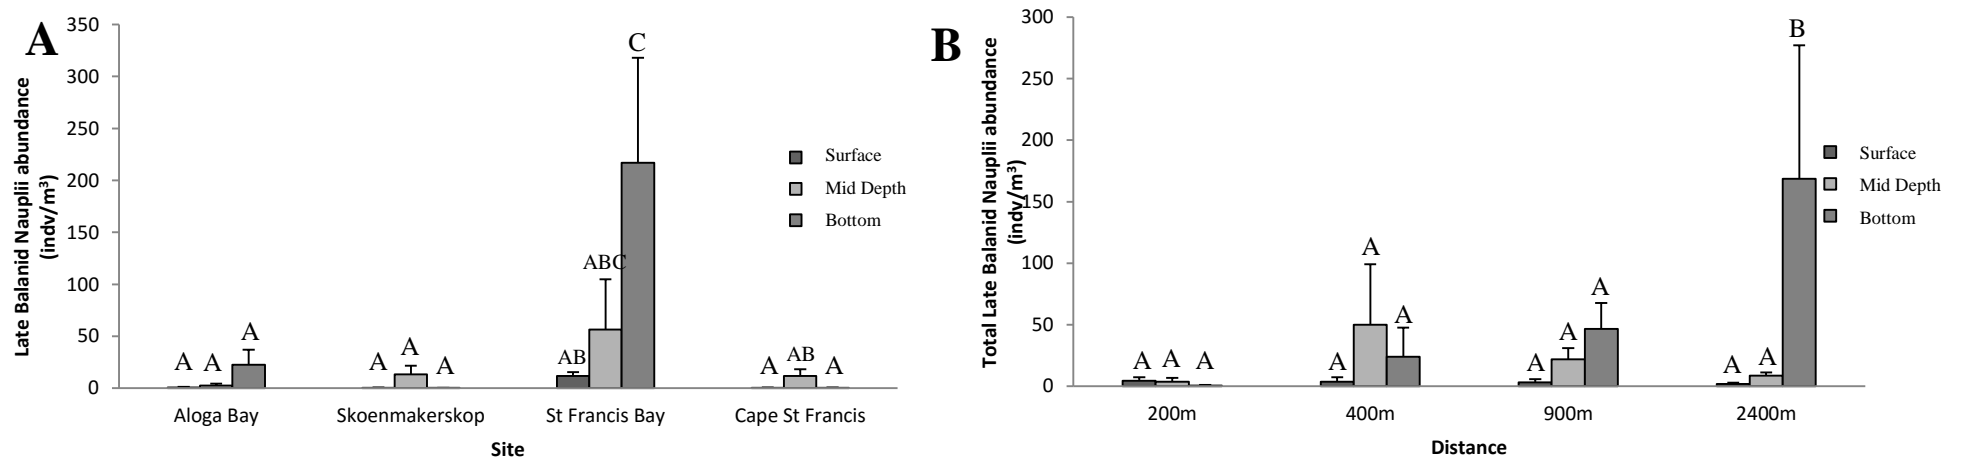 A
Late Balanid Nauplii abundance
(indv/m³)
350
300
250
200
150
100
50
0
A A A
A A A
AB ABC C
A AB A
Surface
Mid Depth
Bottom
Aloga Bay Skoenmakerskop St Francis Bay Cape St Francis
Site
B
Total Late Balanid Nauplii abundance
(indv/m³)
300
250
200
150
100
50
0
A A A
A A A
A A A
A A B
Surface
Mid Depth
Bottom
200m 400m 900m 2400m
Distance